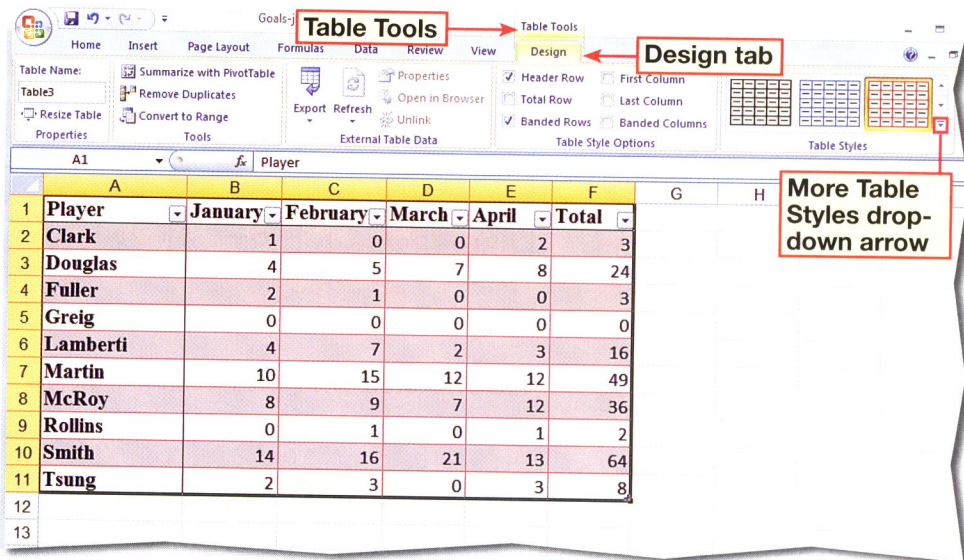 Goals-j
Table Tools
Table Tools
Home Insert Page Layout Formulas Data Review View Design
Design tab
Table Name:
Table3
Resize Table
Properties
Summarize with PivotTable
Remove Duplicates
Convert to Range
Tools
Export Refresh
Properties
Open in Browser
Unlink
External Table Data
Header Row First Column
Total Row Last Column
Banded Rows Banded Columns
Table Style Options
Table Styles
A1 fx Player
More Table
Styles drop-
down arrow
A B C D E F G H
1 Player January February March April Total
2 Clark 1 0 0 2 3
3 Douglas 4 5 7 8 24
4 Fuller 2 1 0 0 3
5 Greig 0 0 0 0 0
6 Lamberti 4 7 2 3 16
7 Martin 10 15 12 12 49
8 McRoy 8 9 7 12 36
9 Rollins 0 1 0 1 2
10 Smith 14 16 21 13 64
11 Tsung 2 3 0 3 8
12
13